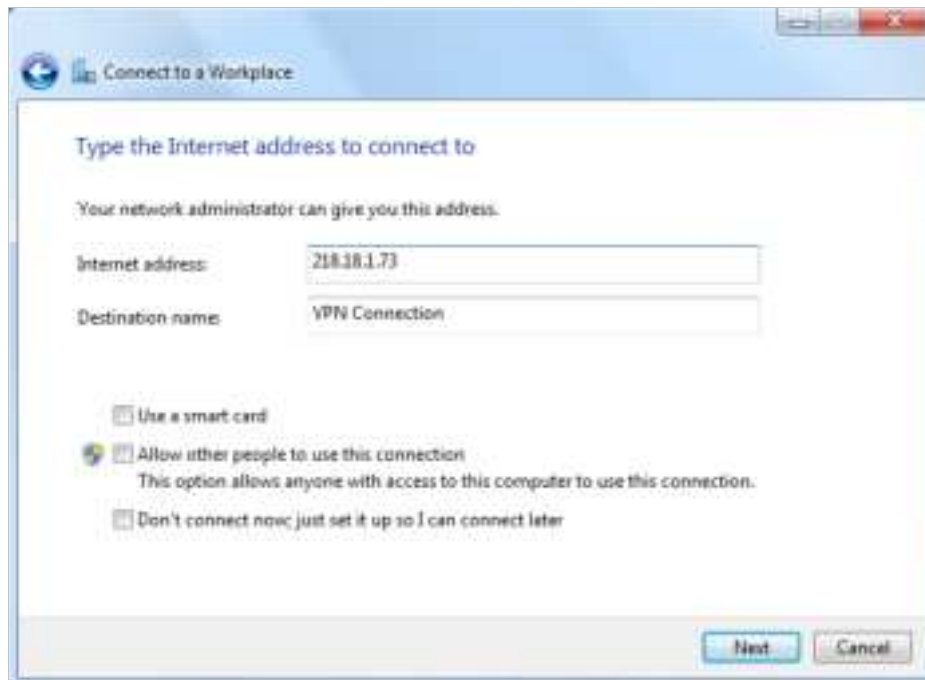 Connect to a Workplace
Type the Internet address to connect to
Your network administrator can give you this address.
Internet address:
218.18.1.73
Destination name:
VPN Connection
Use a smart card
Allow other people to use this connection
This option allows anyone with access to this computer to use this connection.
Don't connect now; just set it up so I can connect later
Next
Cancel